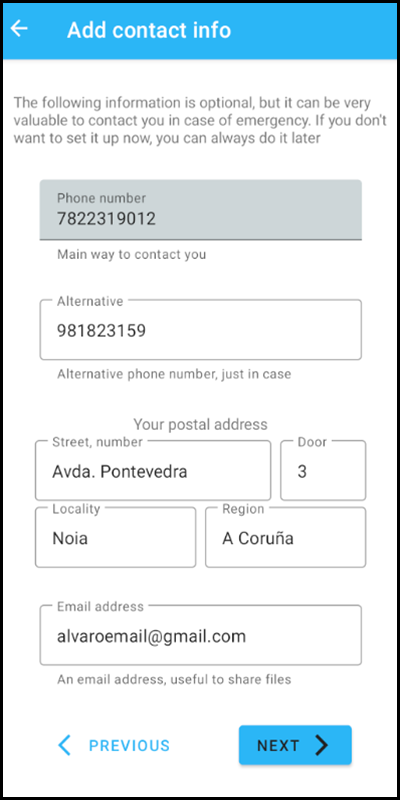 Add contact info
The following information is optional, but it can be very
valuable to contact you in case of emergency. If you don't
want to set it up now, you can always do it later
Phone number
7822319012
Main way to contact you
Alternative
981823159
Alternative phone number, just in case
Your postal address
Street, number Door
Avda. Pontevedra 3
Locality Region
Noia A Coruña
Email address
alvaroemail@gmail.com
An email address, useful to share files
PREVIOUS NEXT